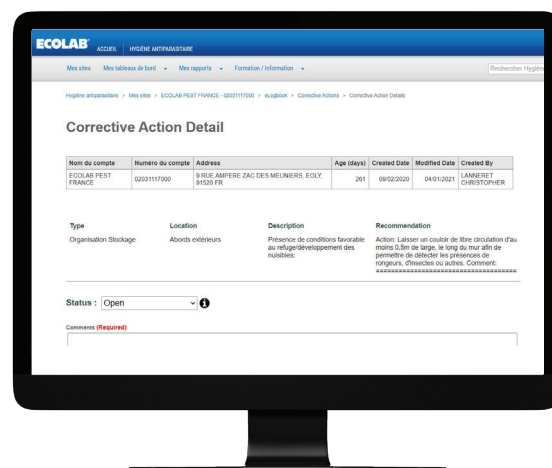 ECOLAB
ACCUEIL HYGIÈNE ANTIPARASITAIRE
Mes sites Mes tableaux de bord Mes rapports Formation / Information Rechercher Hygiène
Hygiène antiparasitaire > Mes sites > ECOLAB PEST FRANCE - 02031117000 > eLogbook > Corrective Actions > Corrective Action Details
Corrective Action Detail
Nom du compte Numéro du compte Address Age (days) Created Date Modified Date Created By
ECOLAB PEST FRANCE 02031117000 9 RUE AMPERE ZAC DES MEUNIERS, EGLY, 91520 FR 261 09/02/2020 04/01/2021 LANNERET CHRISTOPHER
Type Location Description Recommendation
Organisation Stockage Abords extérieurs Présence de conditions favorable Action: Laisser un couloir de libre circulation d'au
au refuge/développement des moins 0,5m de large, le long du mur afin de
nuisibles; permettre de détecter les présences de
rongeurs, d'insectes ou autres. Comment:
=====================================
Status : Open
Comments (Required)